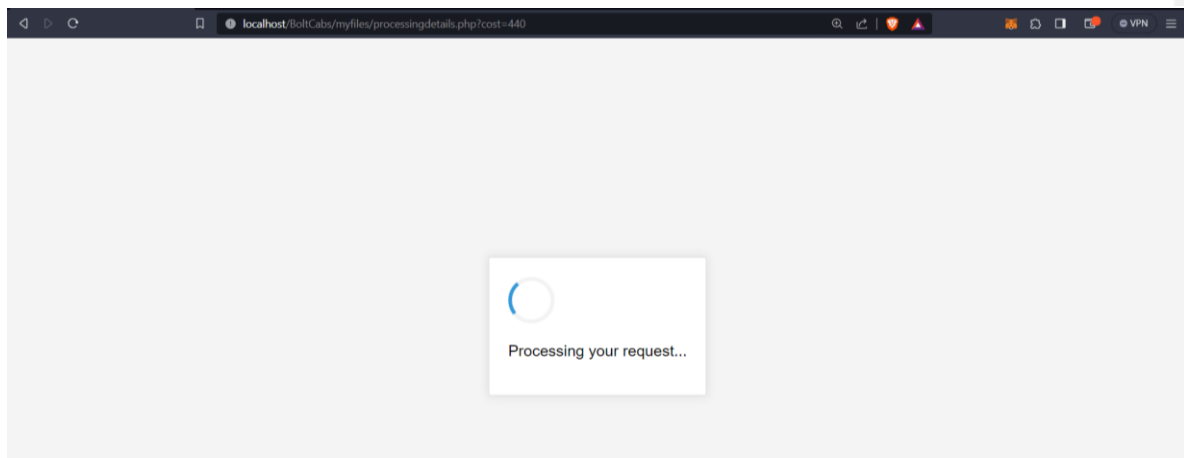 localhost/BoltCabs/myfiles/processingdetails.php?cost=440
VPN
Processing your request...